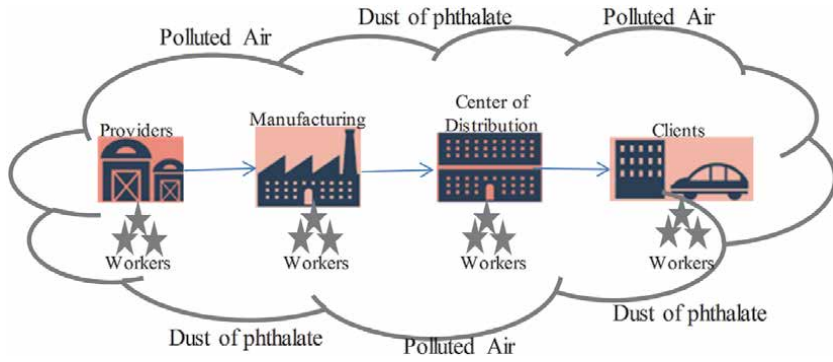 Dust of phthalate
Polluted Air
Polluted Air
Center of
Distribution
Manufacturing
Providers
Clients
Workers
Workers
Workers
Workers
Dust of phthalate
Dust of phthalate
Polluted Air